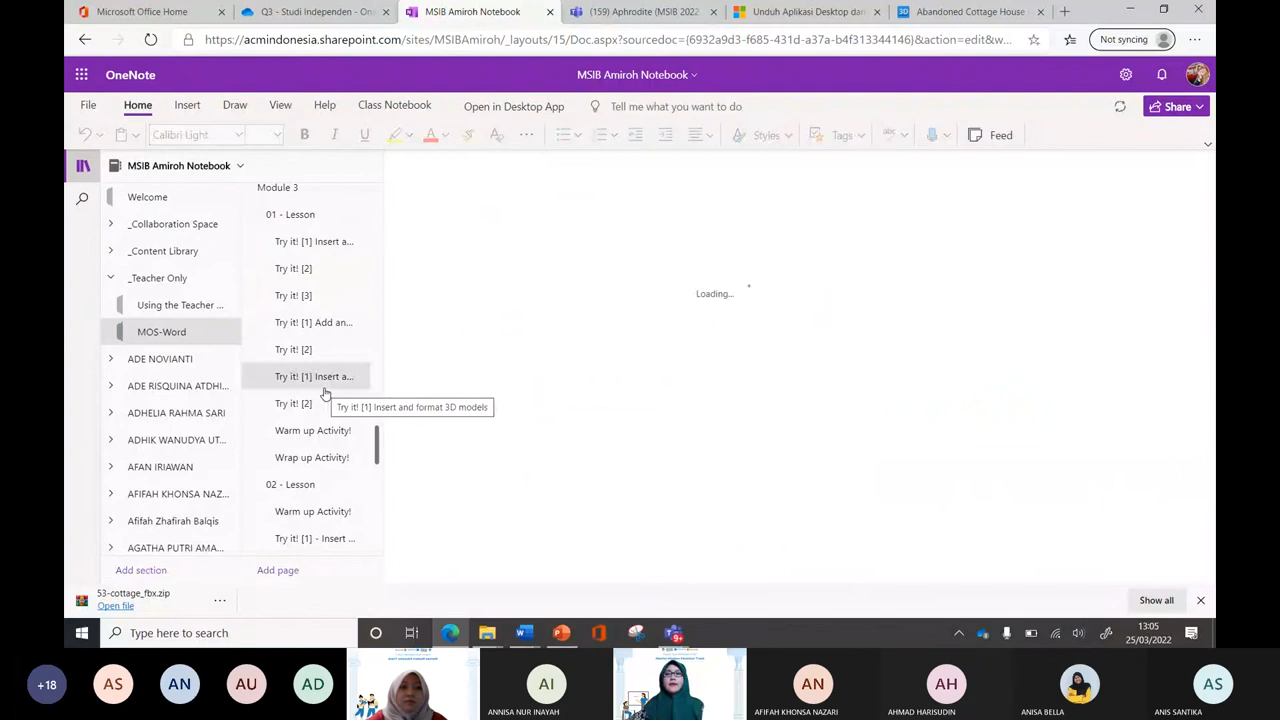 Microsoft Office Home
Q3 - Studi Independen - On
MSIB Amiroh Notebook
(159) Aphrodite (MSIB 2022
Unduh Aplikasi Desktop dan
Abandoned Cottage House -
https://acmindonesia.sharepoint.com/sites/MSIBAmiroh/_layouts/15/Doc.aspx?sourcedoc={6932a9d3-f685-431d-a37a-b4f313344146}&action=edit&w...
Not syncing
OneNote
MSIB Amiroh Notebook
File Home Insert Draw View Help Class Notebook Open in Desktop App Tell me what you want to do Share
Calibri Light B I U A Styles Tags Feed
MSIB Amiroh Notebook
Welcome
_Collaboration Space
_Content Library
_Teacher Only
Using the Teacher ...
MOS-Word
ADE NOVIANTI
ADE RISQUINA ATDHI...
ADHELIA RAHMA SARI
ADHIK WANUDYA UT...
AFAN IRIAWAN
AFIFAH KHONSA NAZ...
Afifah Zhafirah Balqis
AGATHA PUTRI AMA...
Add section
Module 3
01 - Lesson
Try it! [1] Insert a...
Try it! [2]
Try it! [3]
Try it! [1] Add an...
Try it! [2]
Try it! [1] Insert a...
Try it! [2]
Try it! [1] Insert and format 3D models
Warm up Activity!
Wrap up Activity!
02 - Lesson
Warm up Activity!
Try it! [1] - Insert ...
Add page
Loading...
53-cottage_fbx.zip
Open file
Show all
Type here to search
9+
13:05
25/03/2022
+18 AS AN AU AD AI AN AH AS
ANNISA NUR INAYAH
AFIFAH KHONSA NAZARI
AHMAD HARISUDIN
ANISA BELLA
ANIS SANTIKA